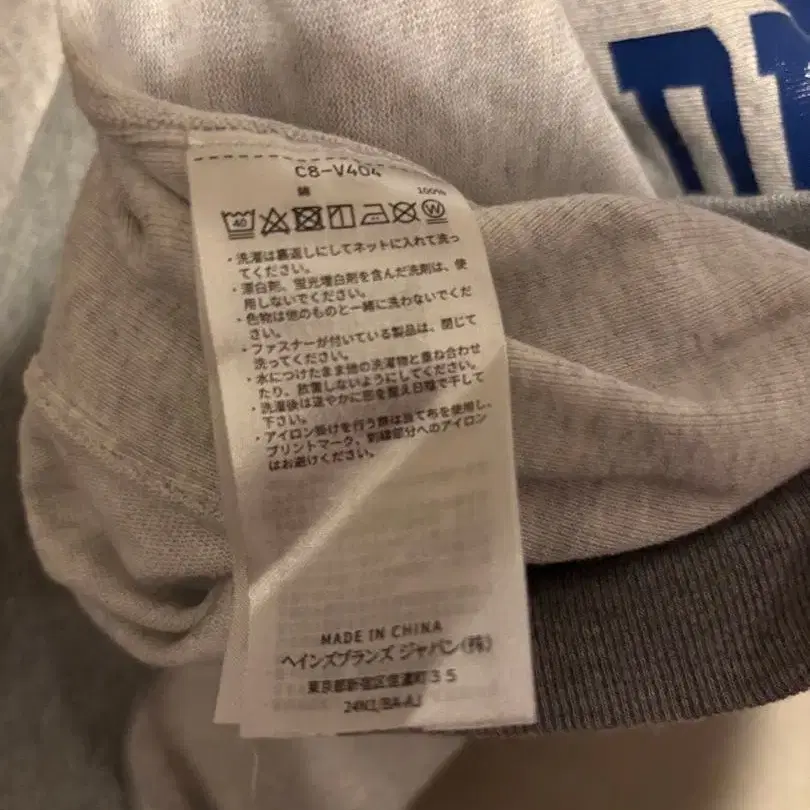 C8-V404
綿 100%
40 W
・洗濯は裏返しにしてネットに入れて洗っ
てください。
・漂白剤、蛍光増白剤を含んだ洗剤は、使
用しないでください。
・色物は他のものと一緒に洗わないでくだ
さい。
・ファスナーが付いている製品は、閉じて
洗ってください。
・水につけたまま他の洗濯物と重ね合わせ
たり、放置しないようにしてください。
・洗濯後は速やかに形を整え日陰で干して
下さい。
・アイロン掛けを行う際は当て布を使用し、
プリントマーク、刺繍部分へのアイロン
はお避けください。
MADE IN CHINA
ヘインズブランズ ジャパン(株)
東京都新宿区信濃町35